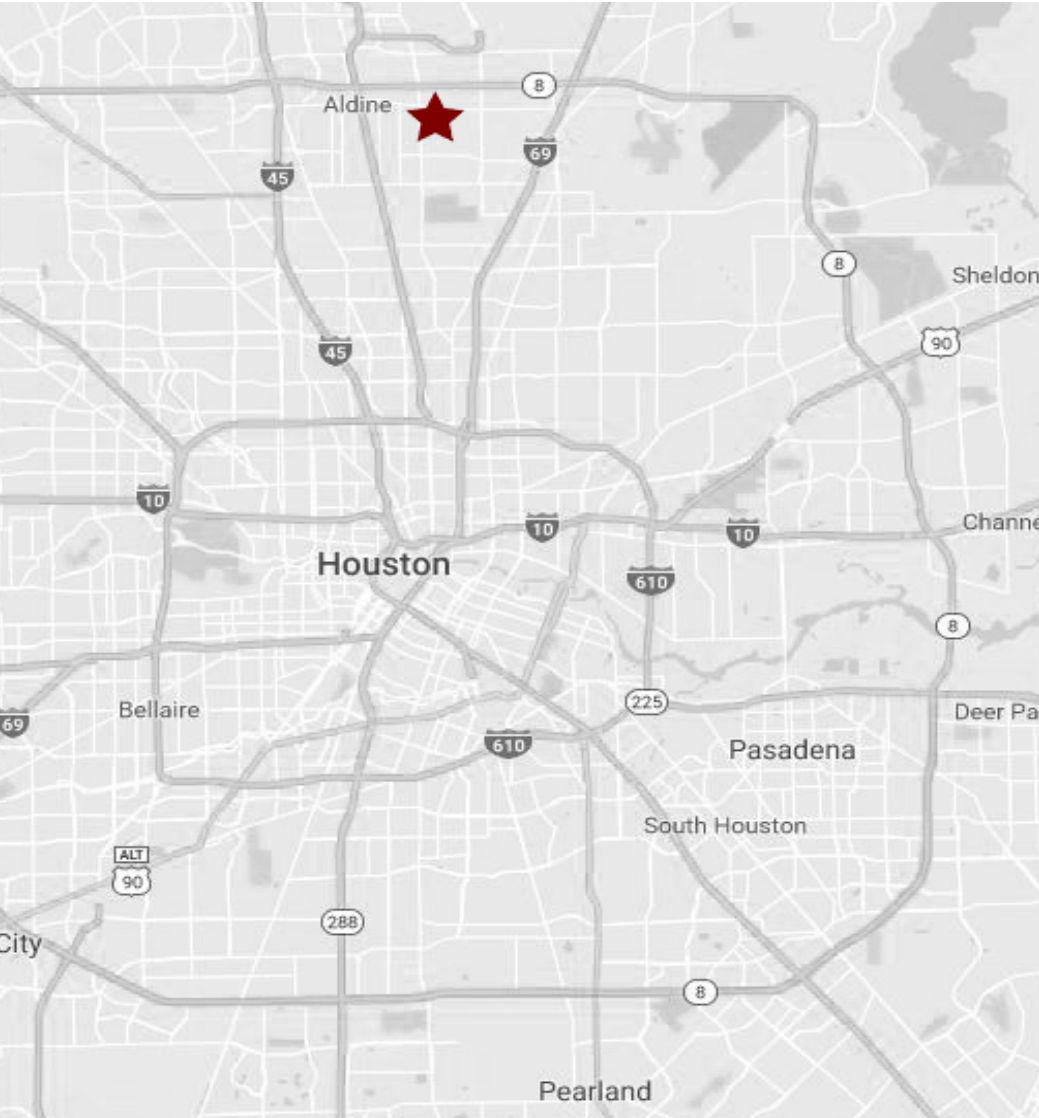 8
Aldine
69
45
8
Sheldon
90
45
10
10
10
Channe
Houston
610
8
225
69
Bellaire
Deer Pa
610
Pasadena
South Houston
ALT
90
288
City
8
Pearland